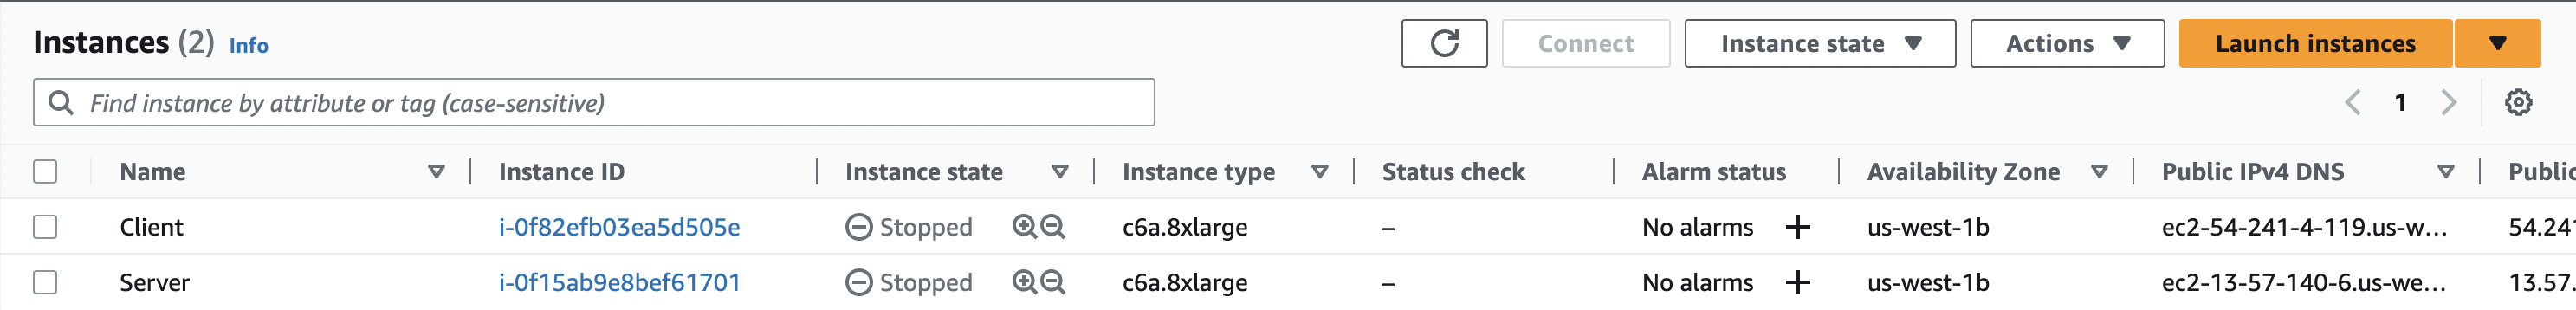 Instances (2) Info Connect Instance state Actions Launch instances
Find instance by attribute or tag (case-sensitive) 1
Name Instance ID Instance state Instance type Status check Alarm status Availability Zone Public IPv4 DNS Public
Client i-0f82efb03ea5d505e Stopped c6a.8xlarge – No alarms + us-west-1b ec2-54-241-4-119.us-w... 54.241
Server i-0f15ab9e8bef61701 Stopped c6a.8xlarge – No alarms + us-west-1b ec2-13-57-140-6.us-we... 13.57.